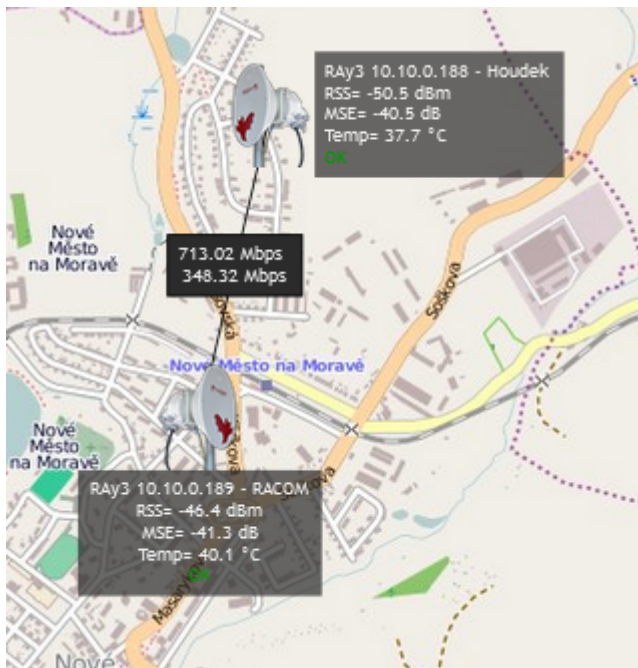 RAy3 10.10.0.188 - Houdek
RSS= -50.5 dBm
MSE= -40.5 dB
Temp= 37.7 °C
OK
Nové
Město
na Moravě
713.02 Mbps
348.32 Mbps
Soškova
Nové Město na Moravě
Nové
Město
na Moravě
RAy3 10.10.0.189 - RACOM
RSS= -46.4 dBm
MSE= -41.3 dB
Temp= 40.1 °C
OK
Nové